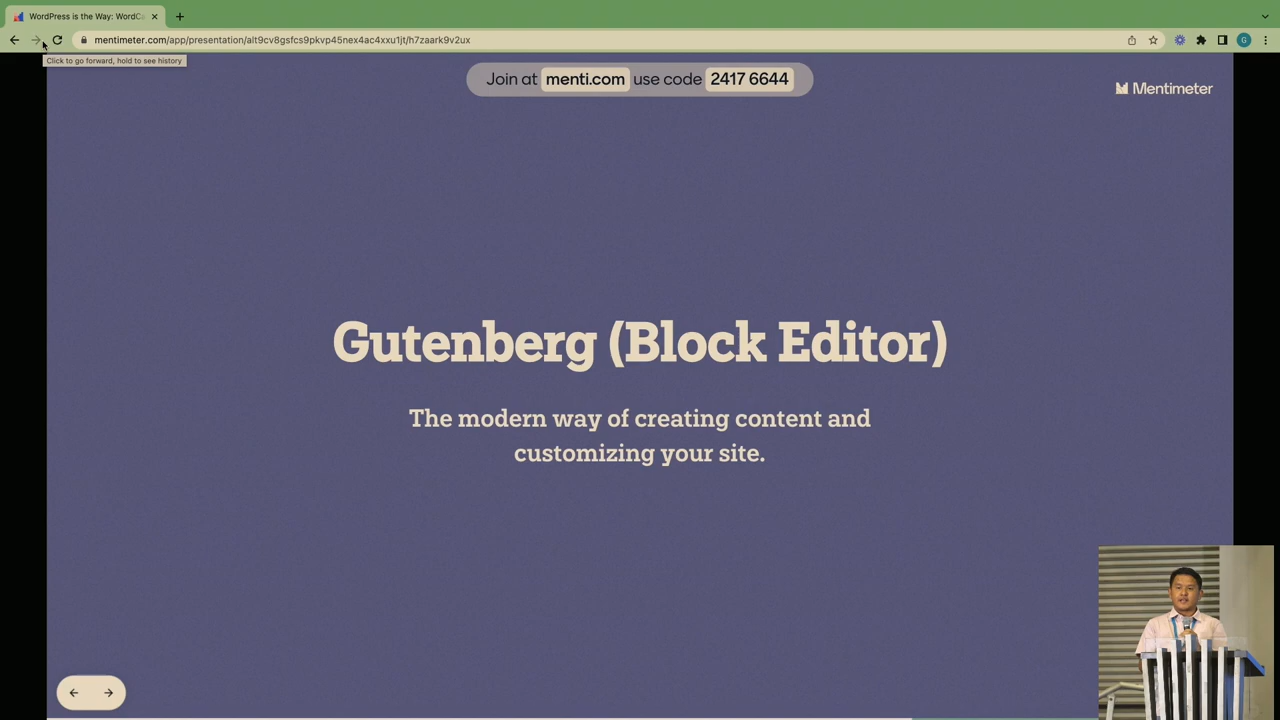 WordPress is the Way: WordCa
mentimeter.com/app/presentation/alt9cv8gsfcs9pkvp45nex4ac4xxu1jt/h7zaark9v2ux
G
Click to go forward, hold to see history
Join at menti.com use code 2417 6644
Mentimeter
Gutenberg (Block Editor)
The modern way of creating content and
customizing your site.